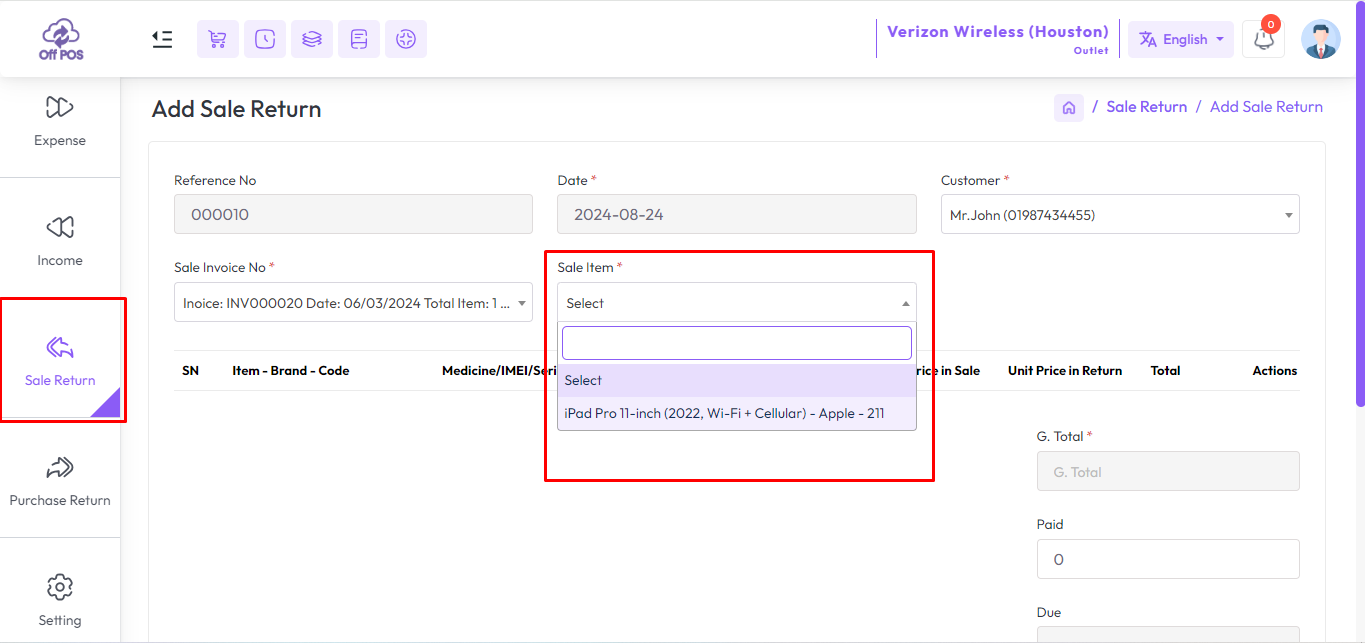 Off POS
Verizon Wireless (Houston)
Outlet
English
0
Expense
Income
Sale Return
Purchase Return
Setting
Add Sale Return
/ Sale Return / Add Sale Return
Reference No
000010
Date *
2024-08-24
Customer *
Mr.John (01987434455)
Sale Invoice No *
Inoice: INV000020 Date: 06/03/2024 Total Item: 1 ...
Sale Item *
Select
Select
iPad Pro 11-inch (2022, Wi-Fi + Cellular) - Apple - 211
SN Item - Brand - Code Medicine/IMEI/Seri rice in Sale Unit Price in Return Total Actions
G. Total *
G. Total
Paid
0
Due